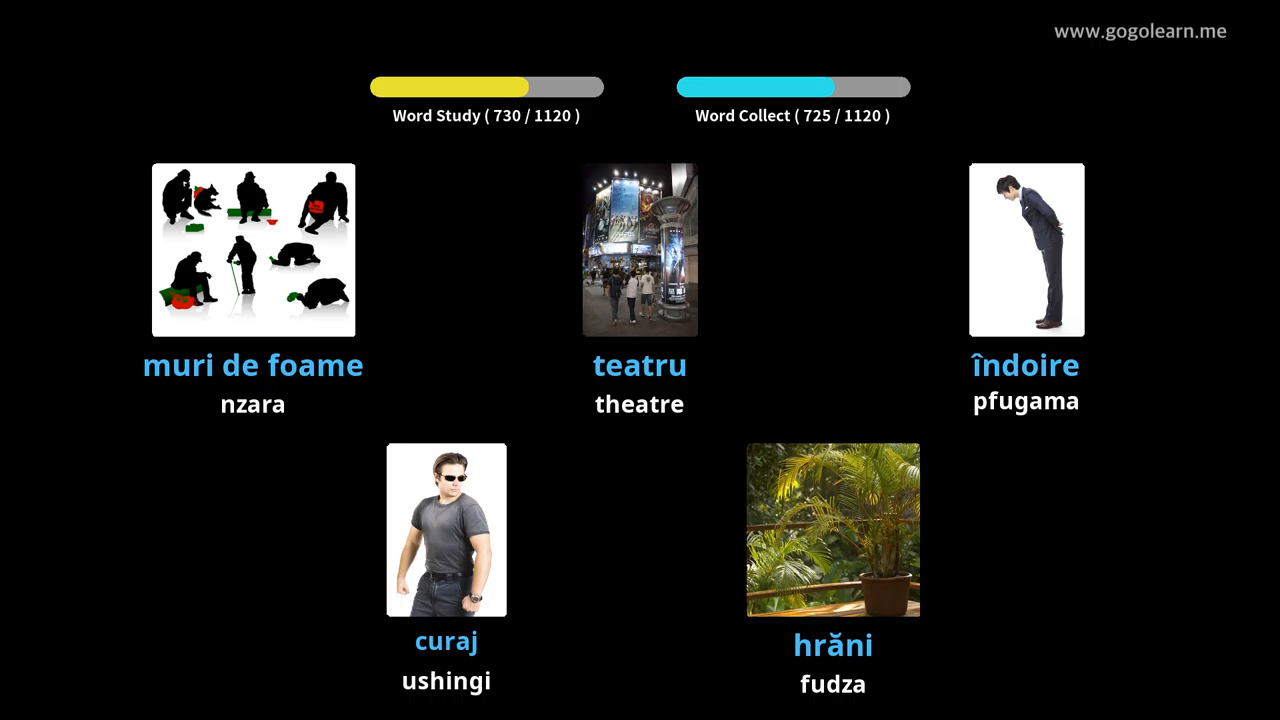 www.gogolearn.me
Word Study ( 730 / 1120 )
Word Collect ( 725 / 1120 )
muri de foame
nzara
teatru
theatre
îndoire
pfugama
curaj
ushingi
hrăni
fudza